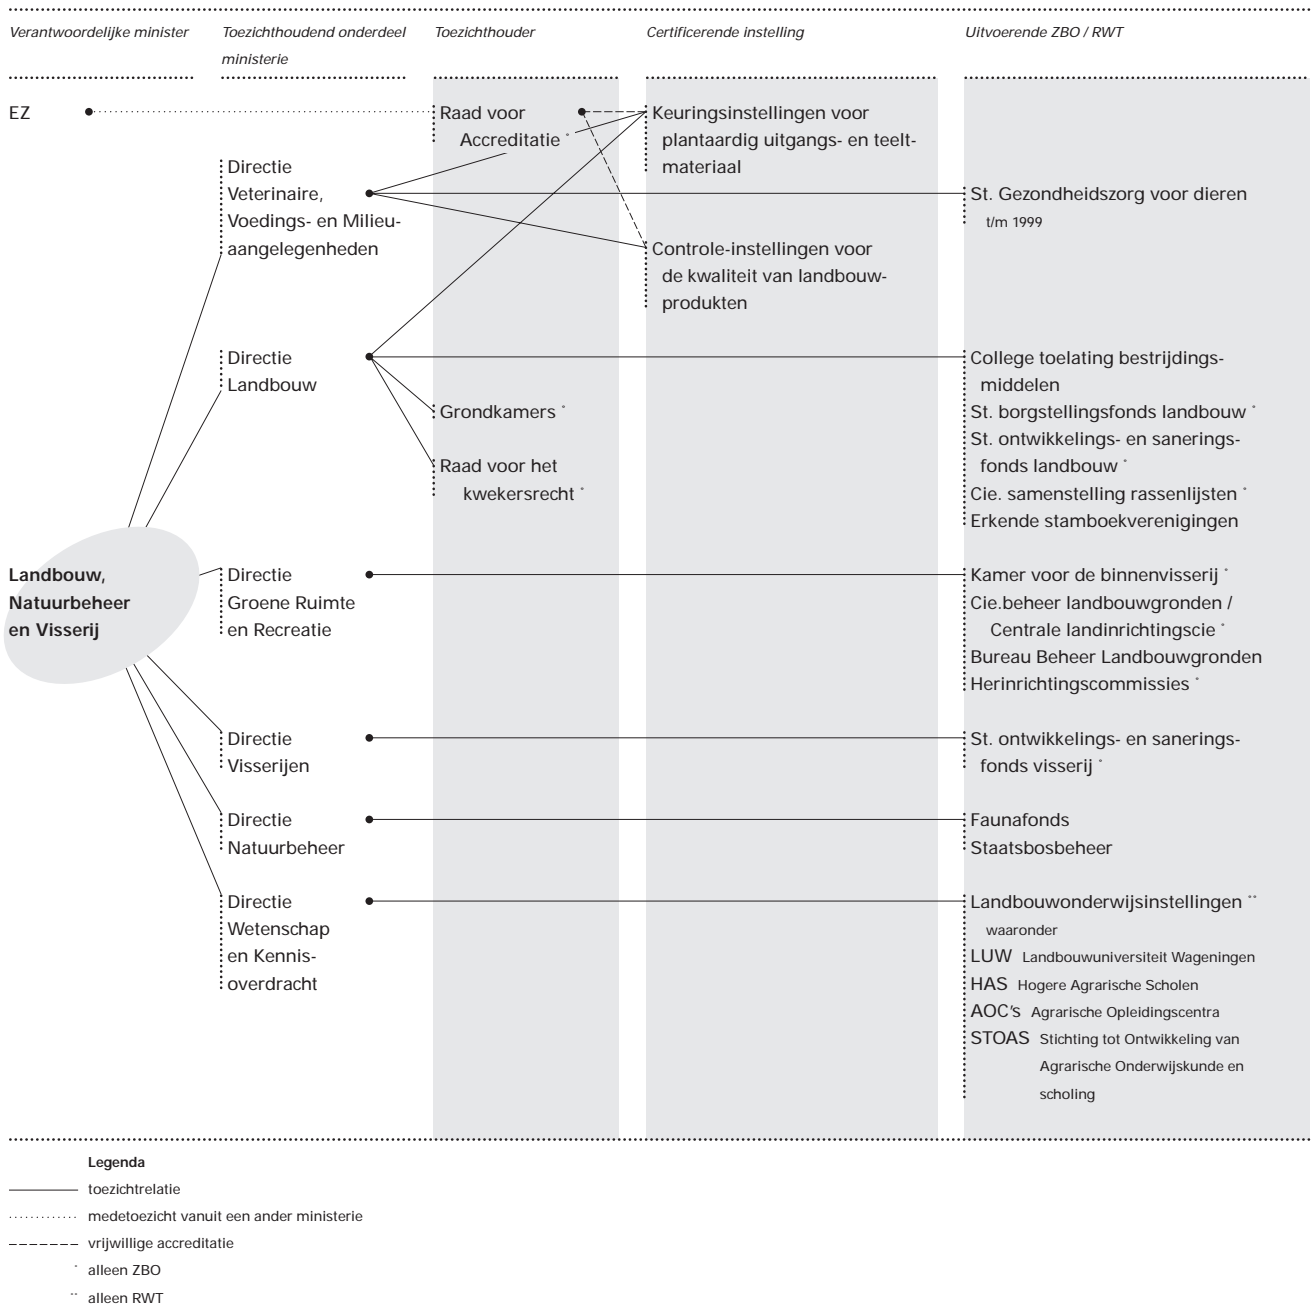 Verantwoordelijke minister
Toezichthoudend onderdeel
ministerie
Toezichthouder
Certificerende instelling
Uitvoerende ZBO / RWT
EZ
Raad voor
Accreditatie *
Keuringsinstellingen voor
plantaardig uitgangs- en teelt-
materiaal
Directie
Veterinaire,
Voedings- en Milieu-
aangelegenheden
St. Gezondheidszorg voor dieren
t/m 1999
Controle-instellingen voor
de kwaliteit van landbouw-
produkten
Directie
Landbouw
Grondkamers *
Raad voor het
kwekersrecht *
College toelating bestrijdings-
middelen
St. borgstellingsfonds landbouw *
St. ontwikkelings- en sanerings-
fonds landbouw *
Cie. samenstelling rassenlijsten *
Erkende stamboekverenigingen
Landbouw,
Natuurbeheer
en Visserij
Directie
Groene Ruimte
en Recreatie
Kamer voor de binnenvisserij *
Cie.beheer landbouwgronden /
Centrale landinrichtingscie *
Bureau Beheer Landbouwgronden
Herinrichtingscommissies *
Directie
Visserijen
St. ontwikkelings- en sanerings-
fonds visserij *
Directie
Natuurbeheer
Faunafonds
Staatsbosbeheer
Directie
Wetenschap
en Kennis-
overdracht
Landbouwonderwijsinstellingen **
waaronder
LUW Landbouwuniversiteit Wageningen
HAS Hogere Agrarische Scholen
AOC's Agrarische Opleidingscentra
STOAS Stichting tot Ontwikkeling van
Agrarische Onderwijskunde en
scholing
Legenda
toezichtrelatie
medetoezicht vanuit een ander ministerie
vrijwillige accreditatie
* alleen ZBO
** alleen RWT